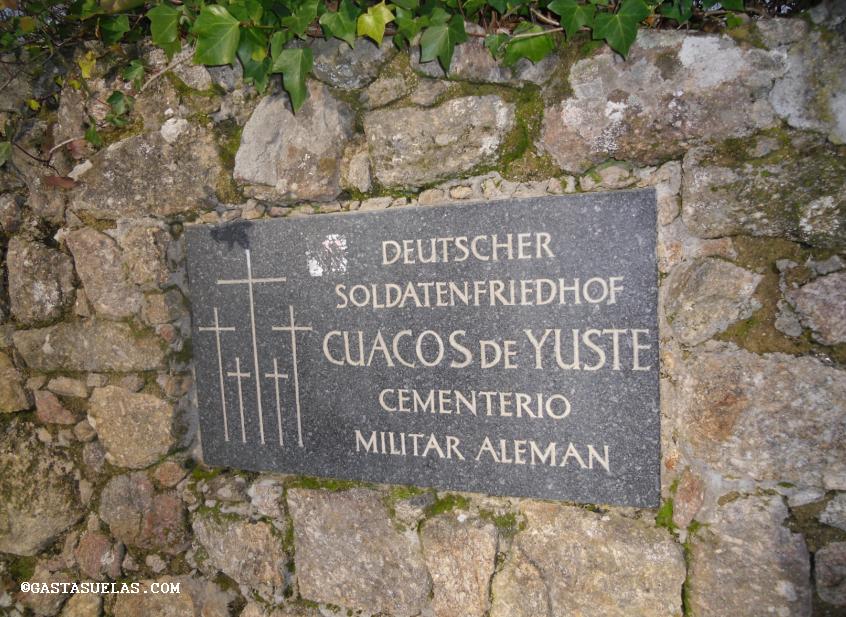 DEUTSCHER
SOLDATENFRIEDHOF
CUACOS DE YUSTE
CEMENTERIO
MILITAR ALEMAN
©GASTASUELAS.COM